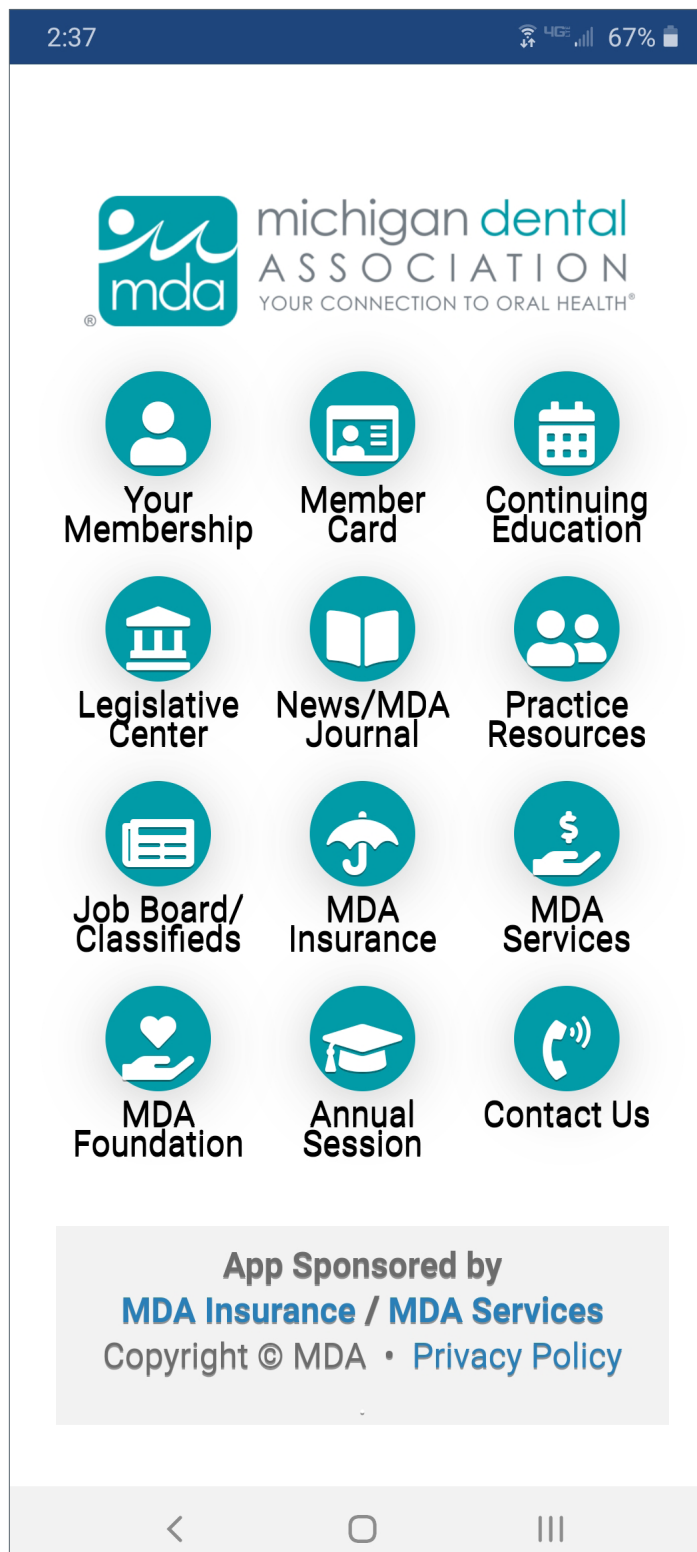 2:37 4GE 67%
michigan dental
ASSOCIATION
mda
YOUR CONNECTION TO ORAL HEALTH®
®
Your
Membership
Member
Card
Continuing
Education
Legislative
Center
News/MDA
Journal
Practice
Resources
Job Board/
Classifieds
MDA
Insurance
$
MDA
Services
MDA
Foundation
Annual
Session
Contact Us
App Sponsored by
MDA Insurance / MDA Services
Copyright © MDA • Privacy Policy